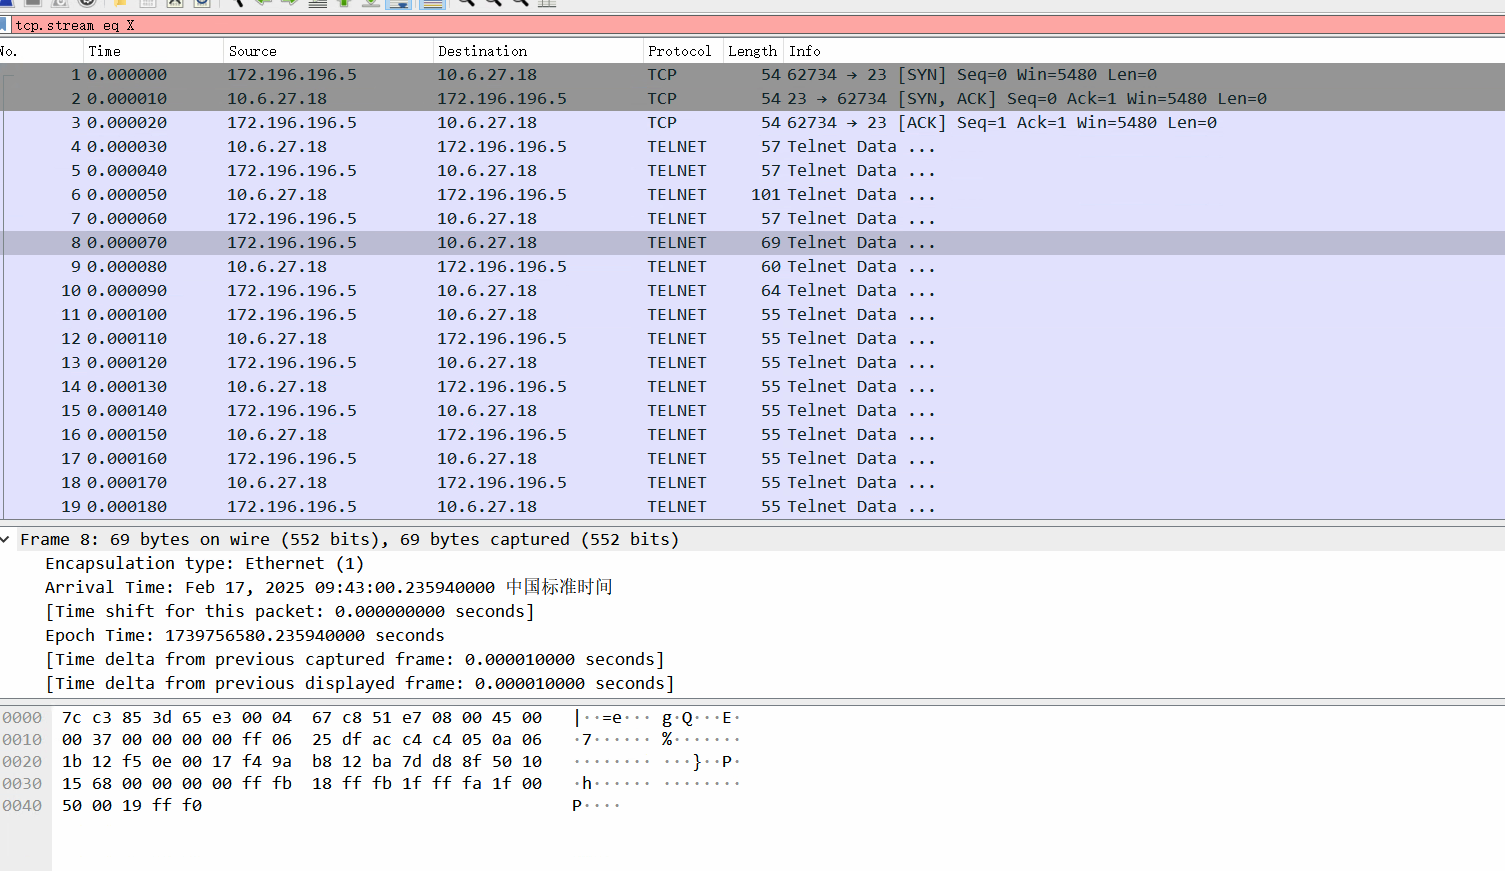 tcp.stream eq X
No. Time Source Destination Protocol Length Info
1 0.000000 172.196.196.5 10.6.27.18 TCP 54 62734 → 23 [SYN] Seq=0 Win=5480 Len=0
2 0.000010 10.6.27.18 172.196.196.5 TCP 54 23 → 62734 [SYN, ACK] Seq=0 Ack=1 Win=5480 Len=0
3 0.000020 172.196.196.5 10.6.27.18 TCP 54 62734 → 23 [ACK] Seq=1 Ack=1 Win=5480 Len=0
4 0.000030 10.6.27.18 172.196.196.5 TELNET 57 Telnet Data ...
5 0.000040 172.196.196.5 10.6.27.18 TELNET 57 Telnet Data ...
6 0.000050 10.6.27.18 172.196.196.5 TELNET 101 Telnet Data ...
7 0.000060 172.196.196.5 10.6.27.18 TELNET 57 Telnet Data ...
8 0.000070 172.196.196.5 10.6.27.18 TELNET 69 Telnet Data ...
9 0.000080 10.6.27.18 172.196.196.5 TELNET 60 Telnet Data ...
10 0.000090 172.196.196.5 10.6.27.18 TELNET 64 Telnet Data ...
11 0.000100 172.196.196.5 10.6.27.18 TELNET 55 Telnet Data ...
12 0.000110 10.6.27.18 172.196.196.5 TELNET 55 Telnet Data ...
13 0.000120 172.196.196.5 10.6.27.18 TELNET 55 Telnet Data ...
14 0.000130 10.6.27.18 172.196.196.5 TELNET 55 Telnet Data ...
15 0.000140 172.196.196.5 10.6.27.18 TELNET 55 Telnet Data ...
16 0.000150 10.6.27.18 172.196.196.5 TELNET 55 Telnet Data ...
17 0.000160 172.196.196.5 10.6.27.18 TELNET 55 Telnet Data ...
18 0.000170 10.6.27.18 172.196.196.5 TELNET 55 Telnet Data ...
19 0.000180 172.196.196.5 10.6.27.18 TELNET 55 Telnet Data ...
Frame 8: 69 bytes on wire (552 bits), 69 bytes captured (552 bits)
Encapsulation type: Ethernet (1)
Arrival Time: Feb 17, 2025 09:43:00.235940000 中国标准时间
[Time shift for this packet: 0.000000000 seconds]
Epoch Time: 1739756580.235940000 seconds
[Time delta from previous captured frame: 0.000010000 seconds]
[Time delta from previous displayed frame: 0.000010000 seconds]
0000 7c c3 85 3d 65 e3 00 04 67 c8 51 e7 08 00 45 00 |··=e··· g·Q···E·
0010 00 37 00 00 00 00 ff 06 25 df ac c4 c4 05 0a 06 ·7······ %·······
0020 1b 12 f5 0e 00 17 f4 9a b8 12 ba 7d d8 8f 50 10 ········ ···}··P·
0030 15 68 00 00 00 00 ff fb 18 ff fb 1f ff fa 1f 00 ·h······ ········
0040 50 00 19 ff f0 P····